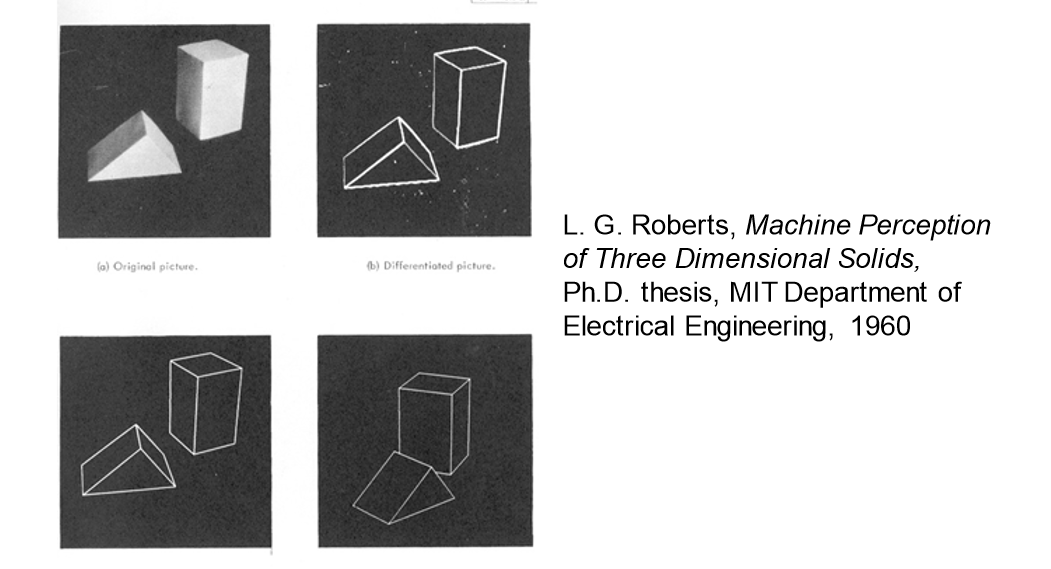 (a) Original picture.
(b) Differentiated picture.
L. G. Roberts, Machine Perception
of Three Dimensional Solids,
Ph.D. thesis, MIT Department of
Electrical Engineering, 1960